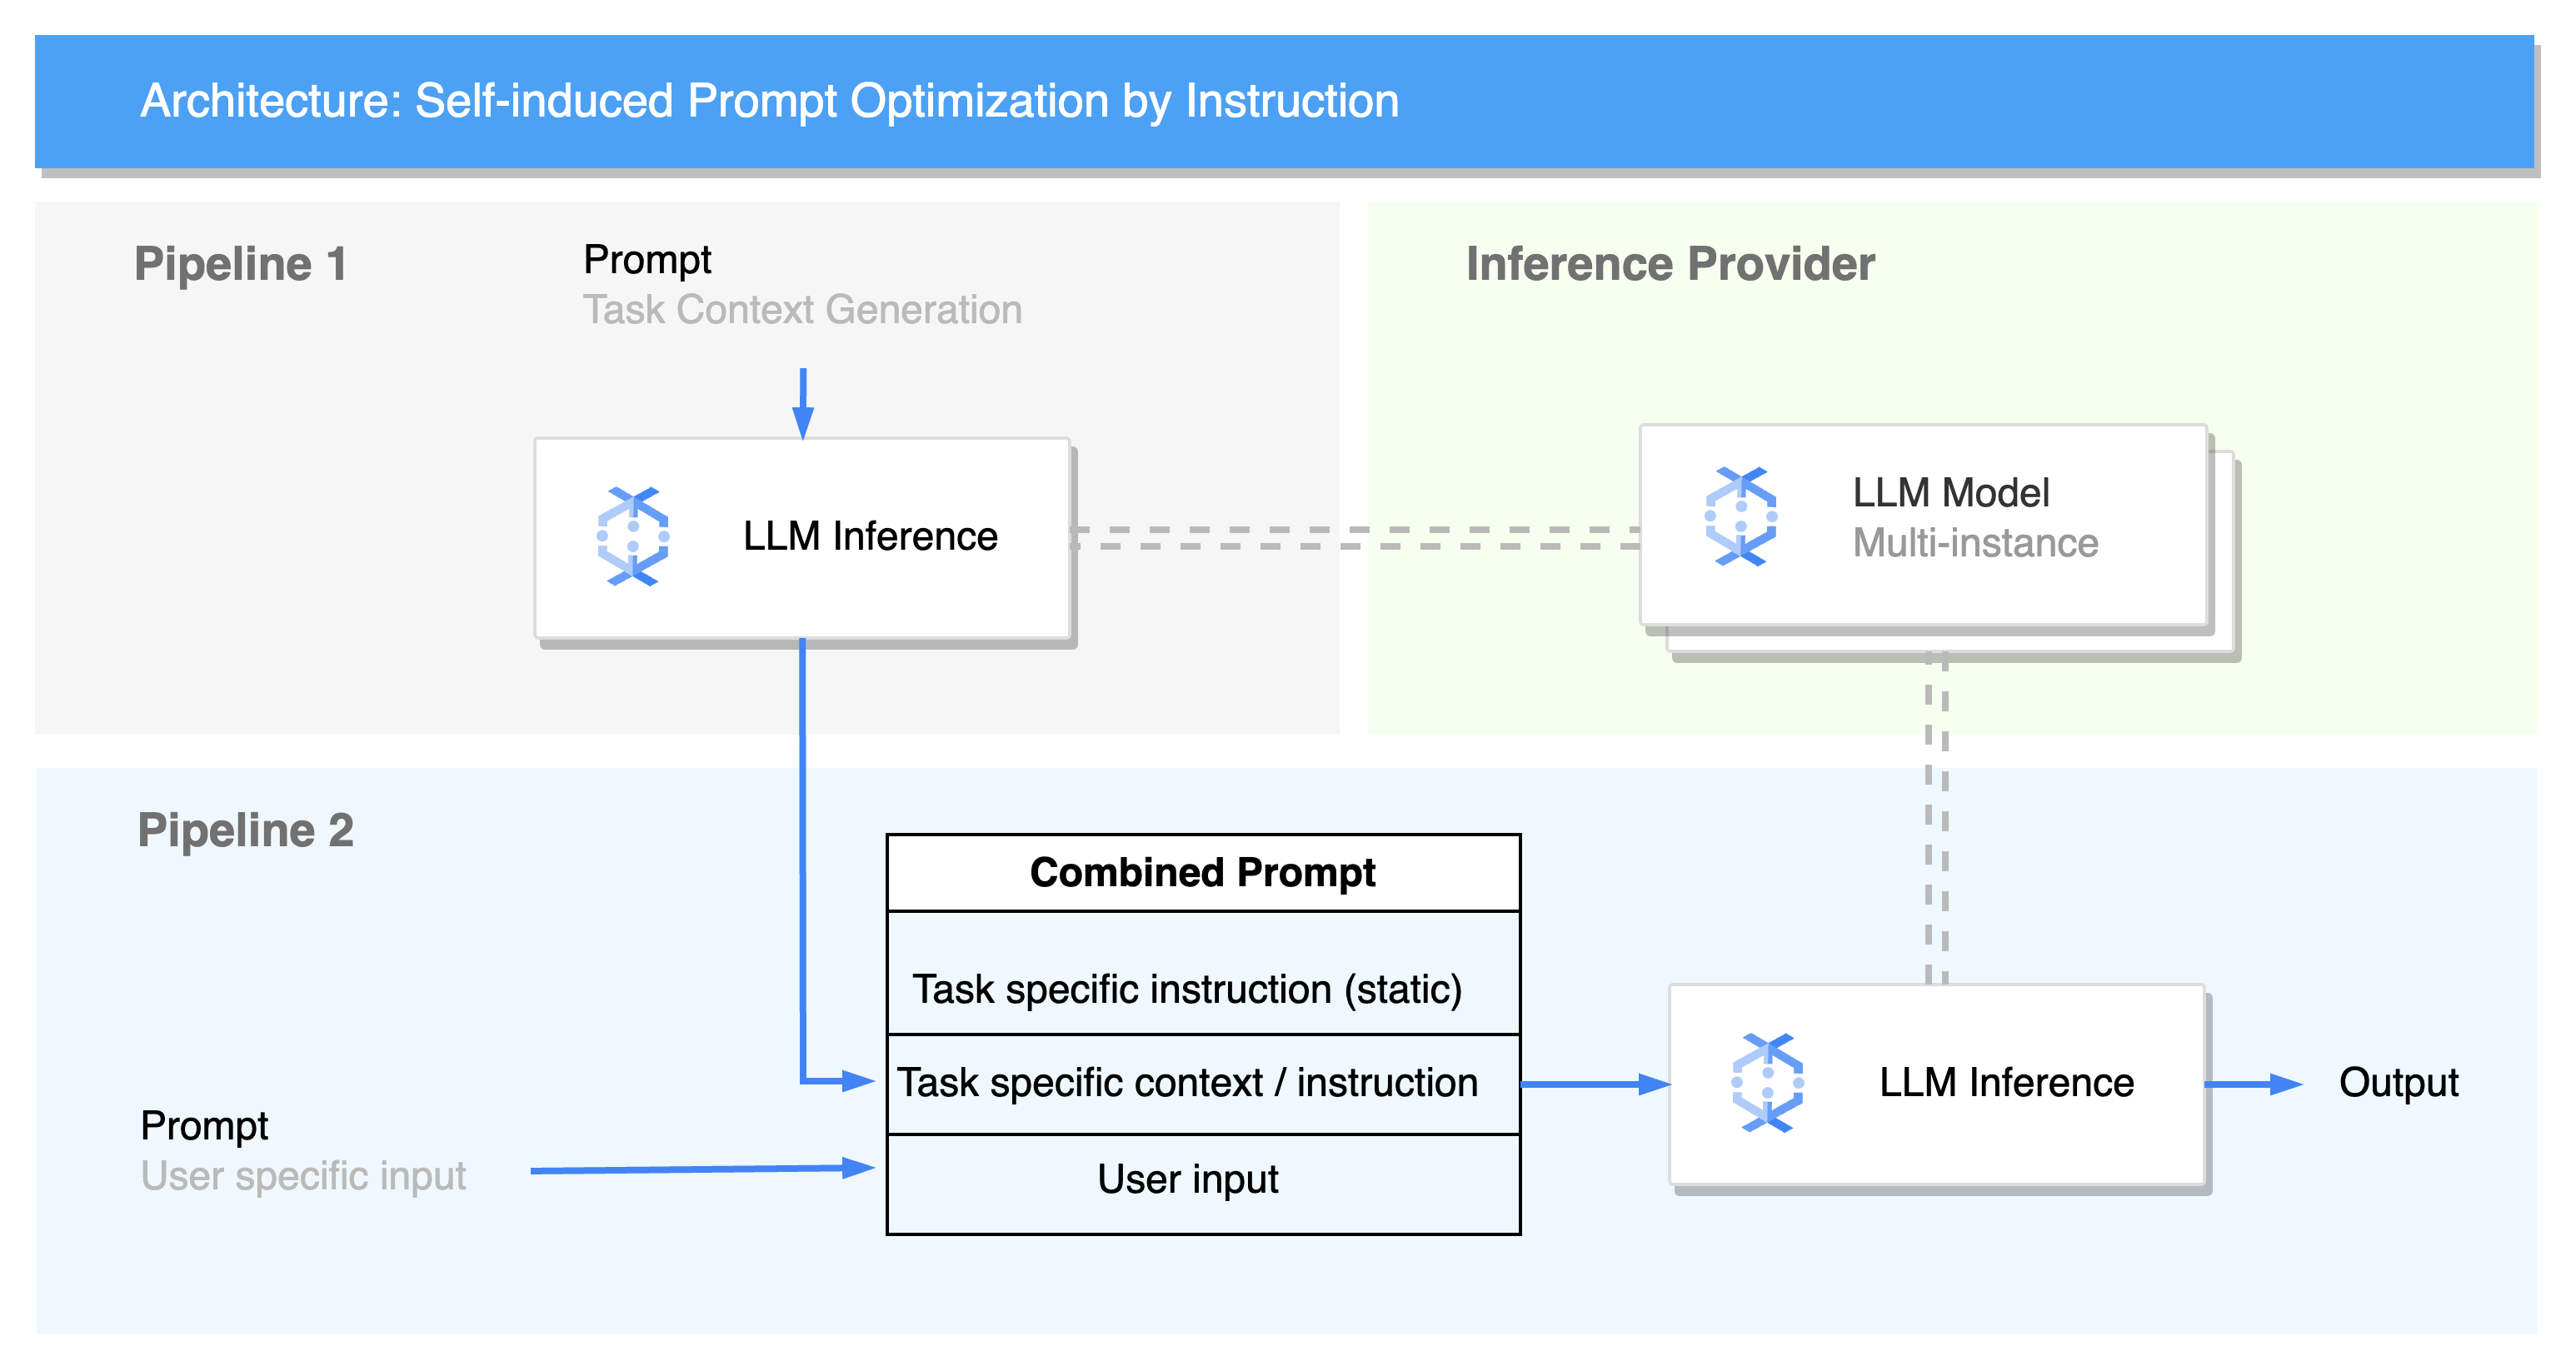 Architecture: Self-induced Prompt Optimization by Instruction
Pipeline 1
Prompt
Task Context Generation
LLM Inference
Inference Provider
LLM Model
Multi-instance
Pipeline 2
Combined Prompt
Task specific instruction (static)
Task specific context / instruction
User input
Prompt
User specific input
LLM Inference
Output